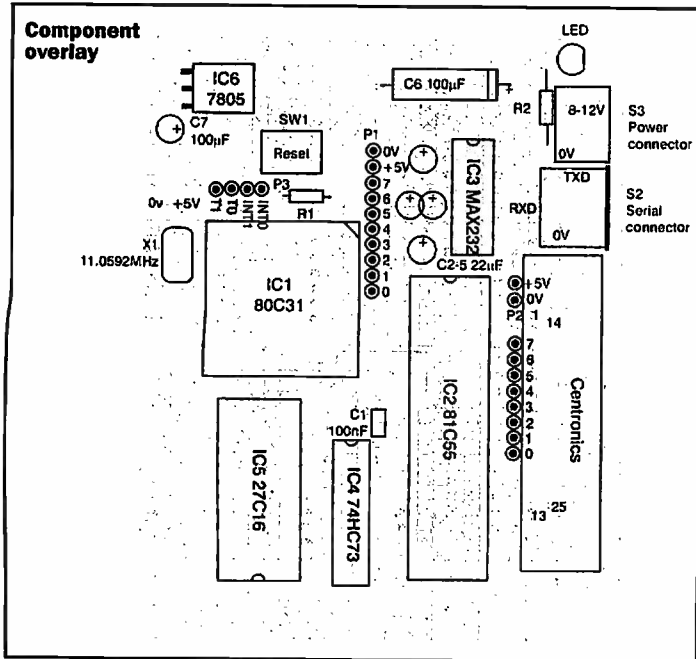 Component
overlay
LED
IC6
7805
C7
100µF
SW1
Reset
C6 100µF
+
R2
8-12V
0V
S3
Power
connector
P1
0V
+5V
7
6
5
4
3
2
1
0
IC3 MAX232
TXD
RXD
0V
S2
Serial
connector
P3
T1
T0
INT1
INT0
R1
0v +5V
X1
11.0592MHz
IC1
80C31
C2-5 22µF
+5V
0V
P2 1
14
7
6
5
4
3
2
1
0
Centronics
13
25
IC2 81C55
C1
100nF
IC5 27C16
IC4 74HC73